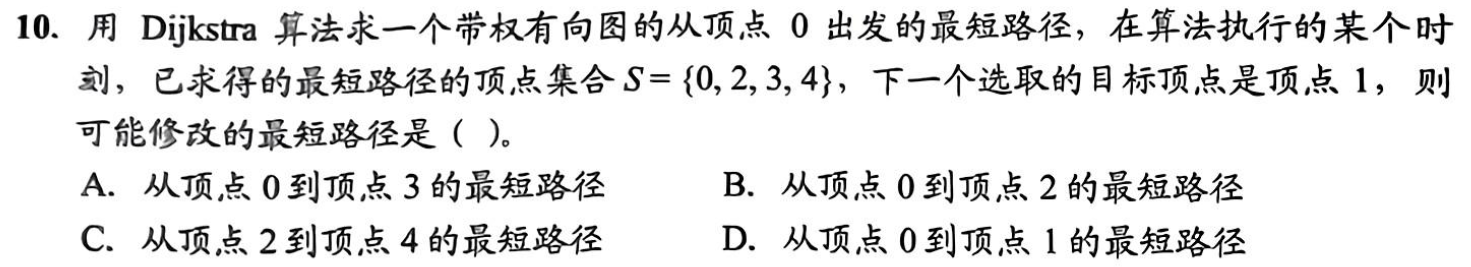 10. 用 Dijkstra 算法求一个带权有向图的从顶点 0 出发的最短路径，在算法执行的某个时
刻，已求得的最短路径的顶点集合 S = {0, 2, 3, 4}，下一个选取的目标顶点是顶点 1，则
可能修改的最短路径是（ ）。
A. 从顶点 0 到顶点 3 的最短路径 B. 从顶点 0 到顶点 2 的最短路径
C. 从顶点 2 到顶点 4 的最短路径 D. 从顶点 0 到顶点 1 的最短路径